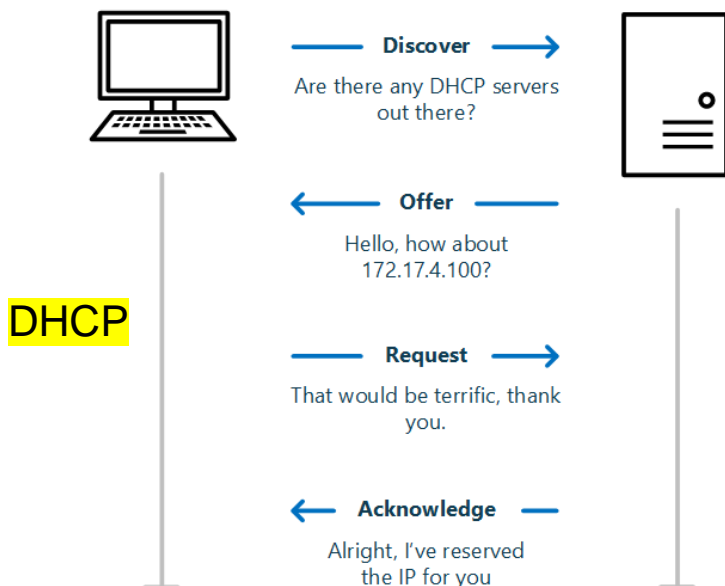 Discover
Are there any DHCP servers
out there?
Offer
Hello, how about
172.17.4.100?
DHCP
Request
That would be terrific, thank
you.
Acknowledge
Alright, I've reserved
the IP for you